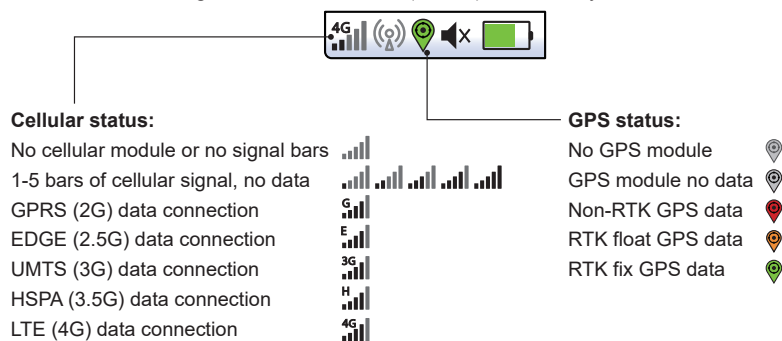 4G
Cellular status:
No cellular module or no signal bars
1-5 bars of cellular signal, no data
GPRS (2G) data connection G
EDGE (2.5G) data connection E
UMTS (3G) data connection 3G
HSPA (3.5G) data connection H
LTE (4G) data connection 4G
GPS status:
No GPS module
GPS module no data
Non-RTK GPS data
RTK float GPS data
RTK fix GPS data